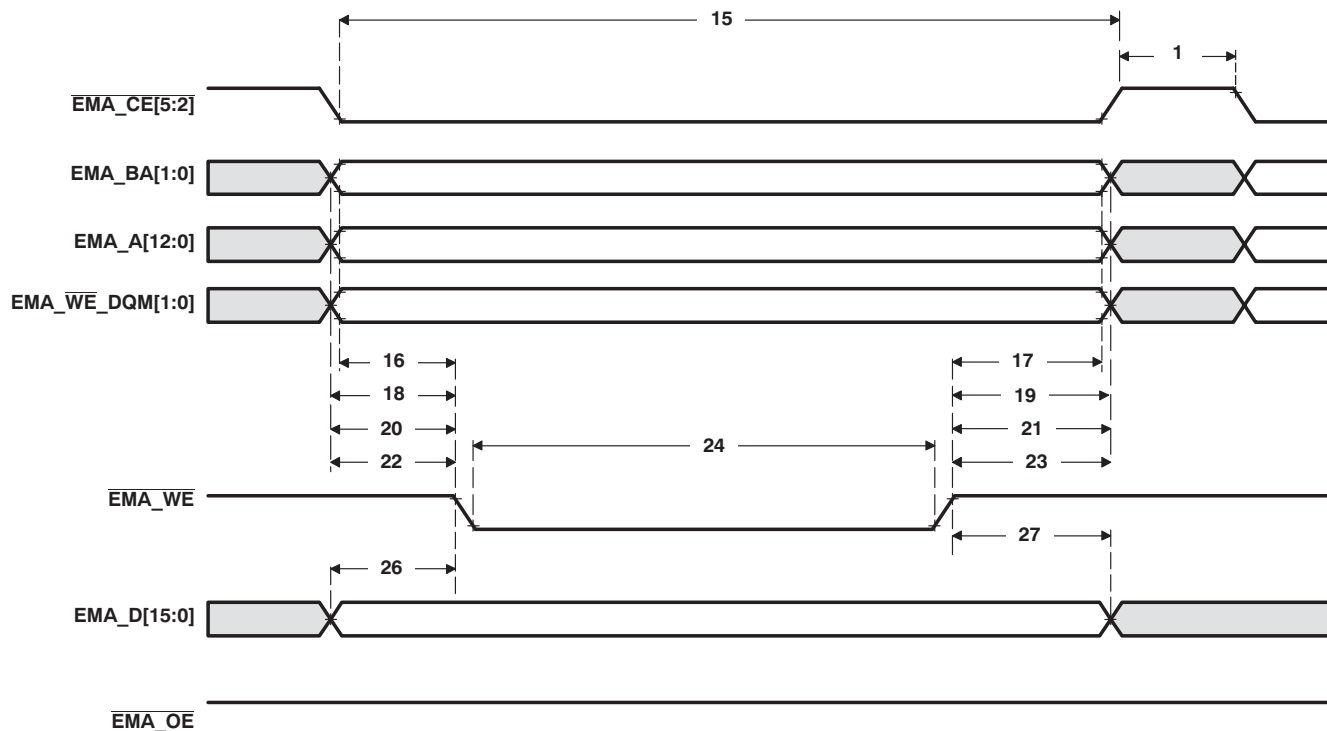 15
1
EMA_CE[5:2]
EMA_BA[1:0]
EMA_A[12:0]
EMA_WE_DQM[1:0]
16
17
18
19
20
21
22
24
23
EMA_WE
27
26
EMA_D[15:0]
EMA_OE